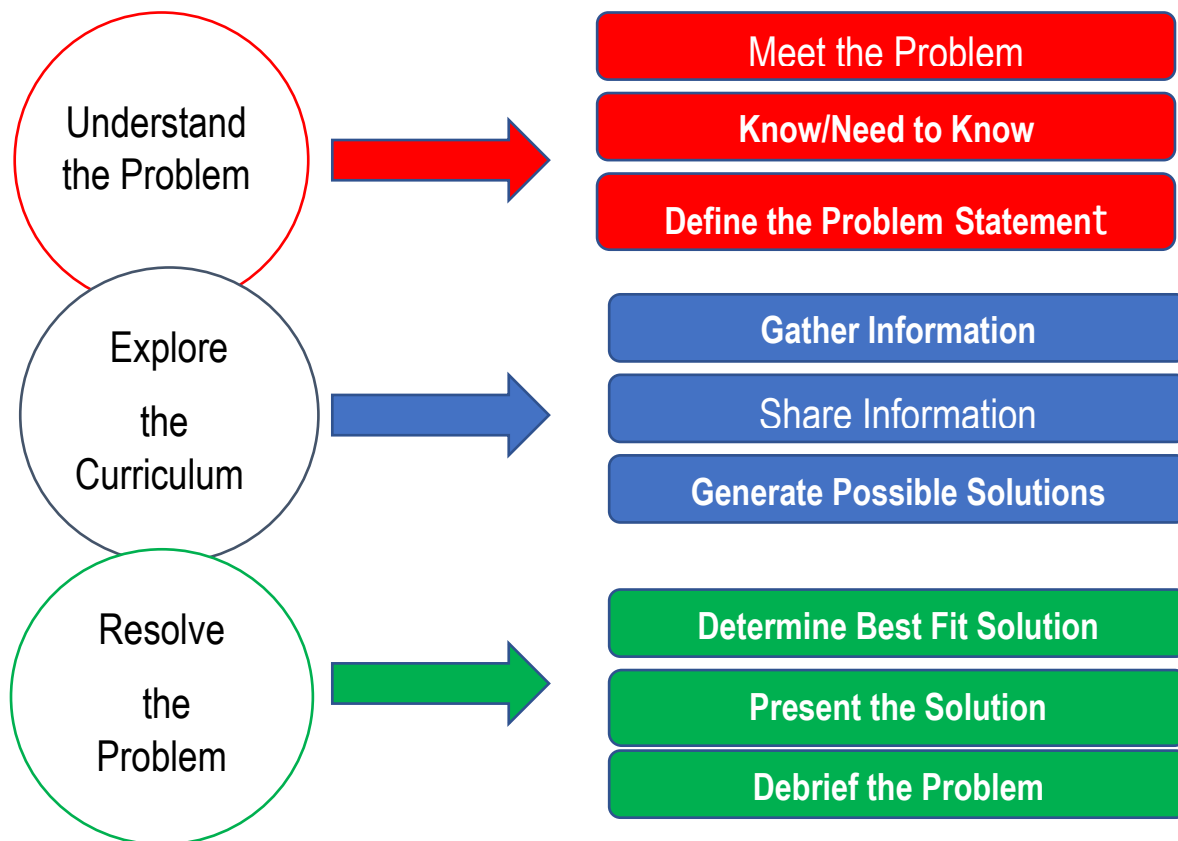 Understand
the Problem
Meet the Problem
Know/Need to Know
Define the Problem Statement
Explore
the
Curriculum
Gather Information
Share Information
Generate Possible Solutions
Resolve
the
Problem
Determine Best Fit Solution
Present the Solution
Debrief the Problem